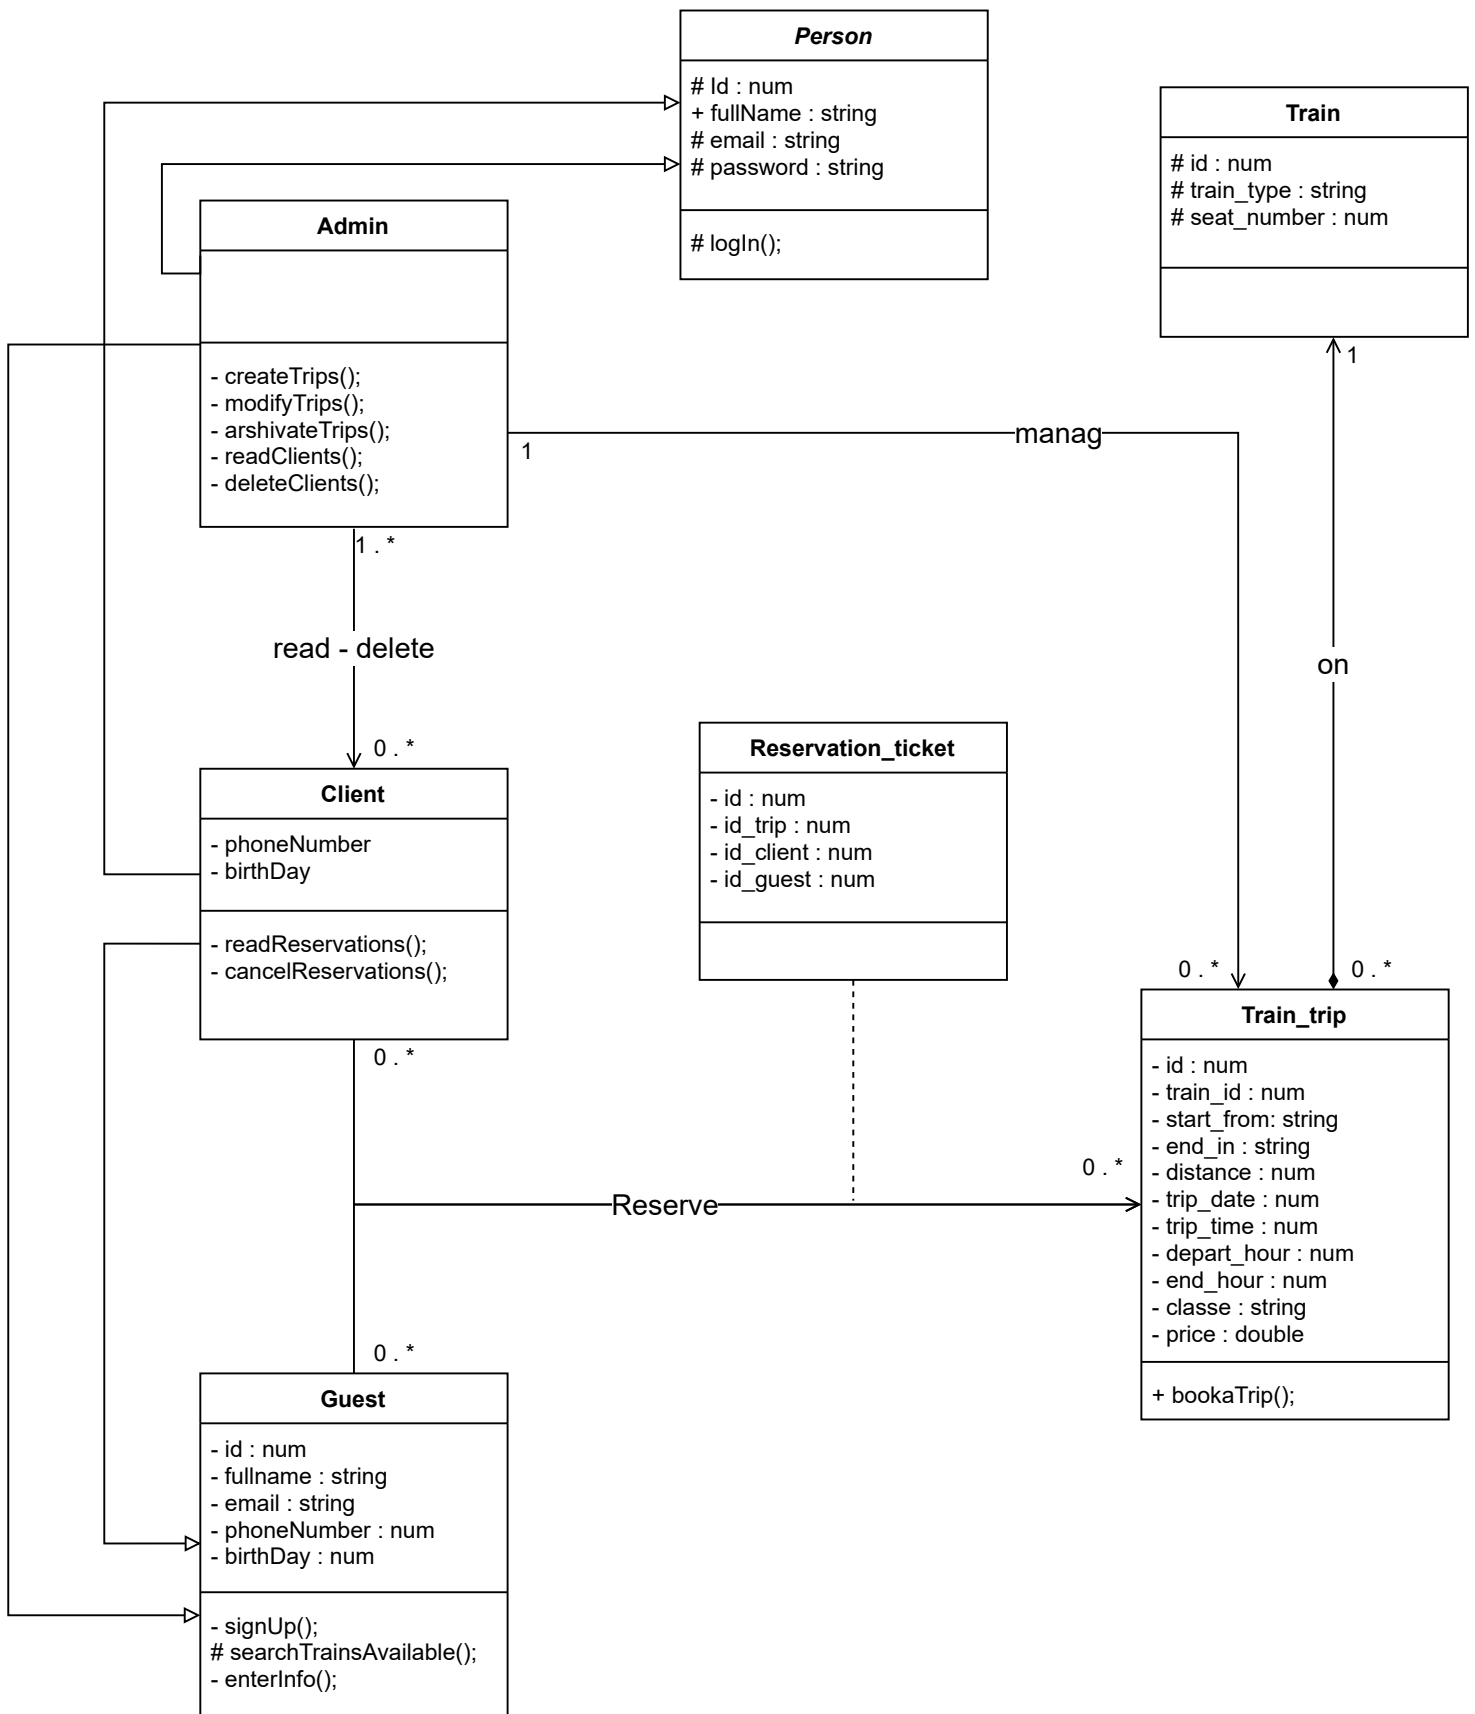 Person
# Id : num
+ fullName : string
# email : string
# password : string
# logIn();
Train
# id : num
# train_type : string
# seat_number : num
Admin
- createTrips();
- modifyTrips();
- arshivateTrips();
- readClients();
- deleteClients();
1
manag
1
1 . *
read - delete
on
0 . *
Client
- phoneNumber
- birthDay
- readReservations();
- cancelReservations();
Reservation_ticket
- id : num
- id_trip : num
- id_client : num
- id_guest : num
0 . *
0 . *
Train_trip
- id : num
- train_id : num
- start_from: string
- end_in : string
- distance : num
- trip_date : num
- trip_time : num
- depart_hour : num
- end_hour : num
- classe : string
- price : double
+ bookaTrip();
0 . *
Reserve
0 . *
0 . *
Guest
- id : num
- fullname : string
- email : string
- phoneNumber : num
- birthDay : num
- signUp();
# searchTrainsAvailable();
- enterInfo();